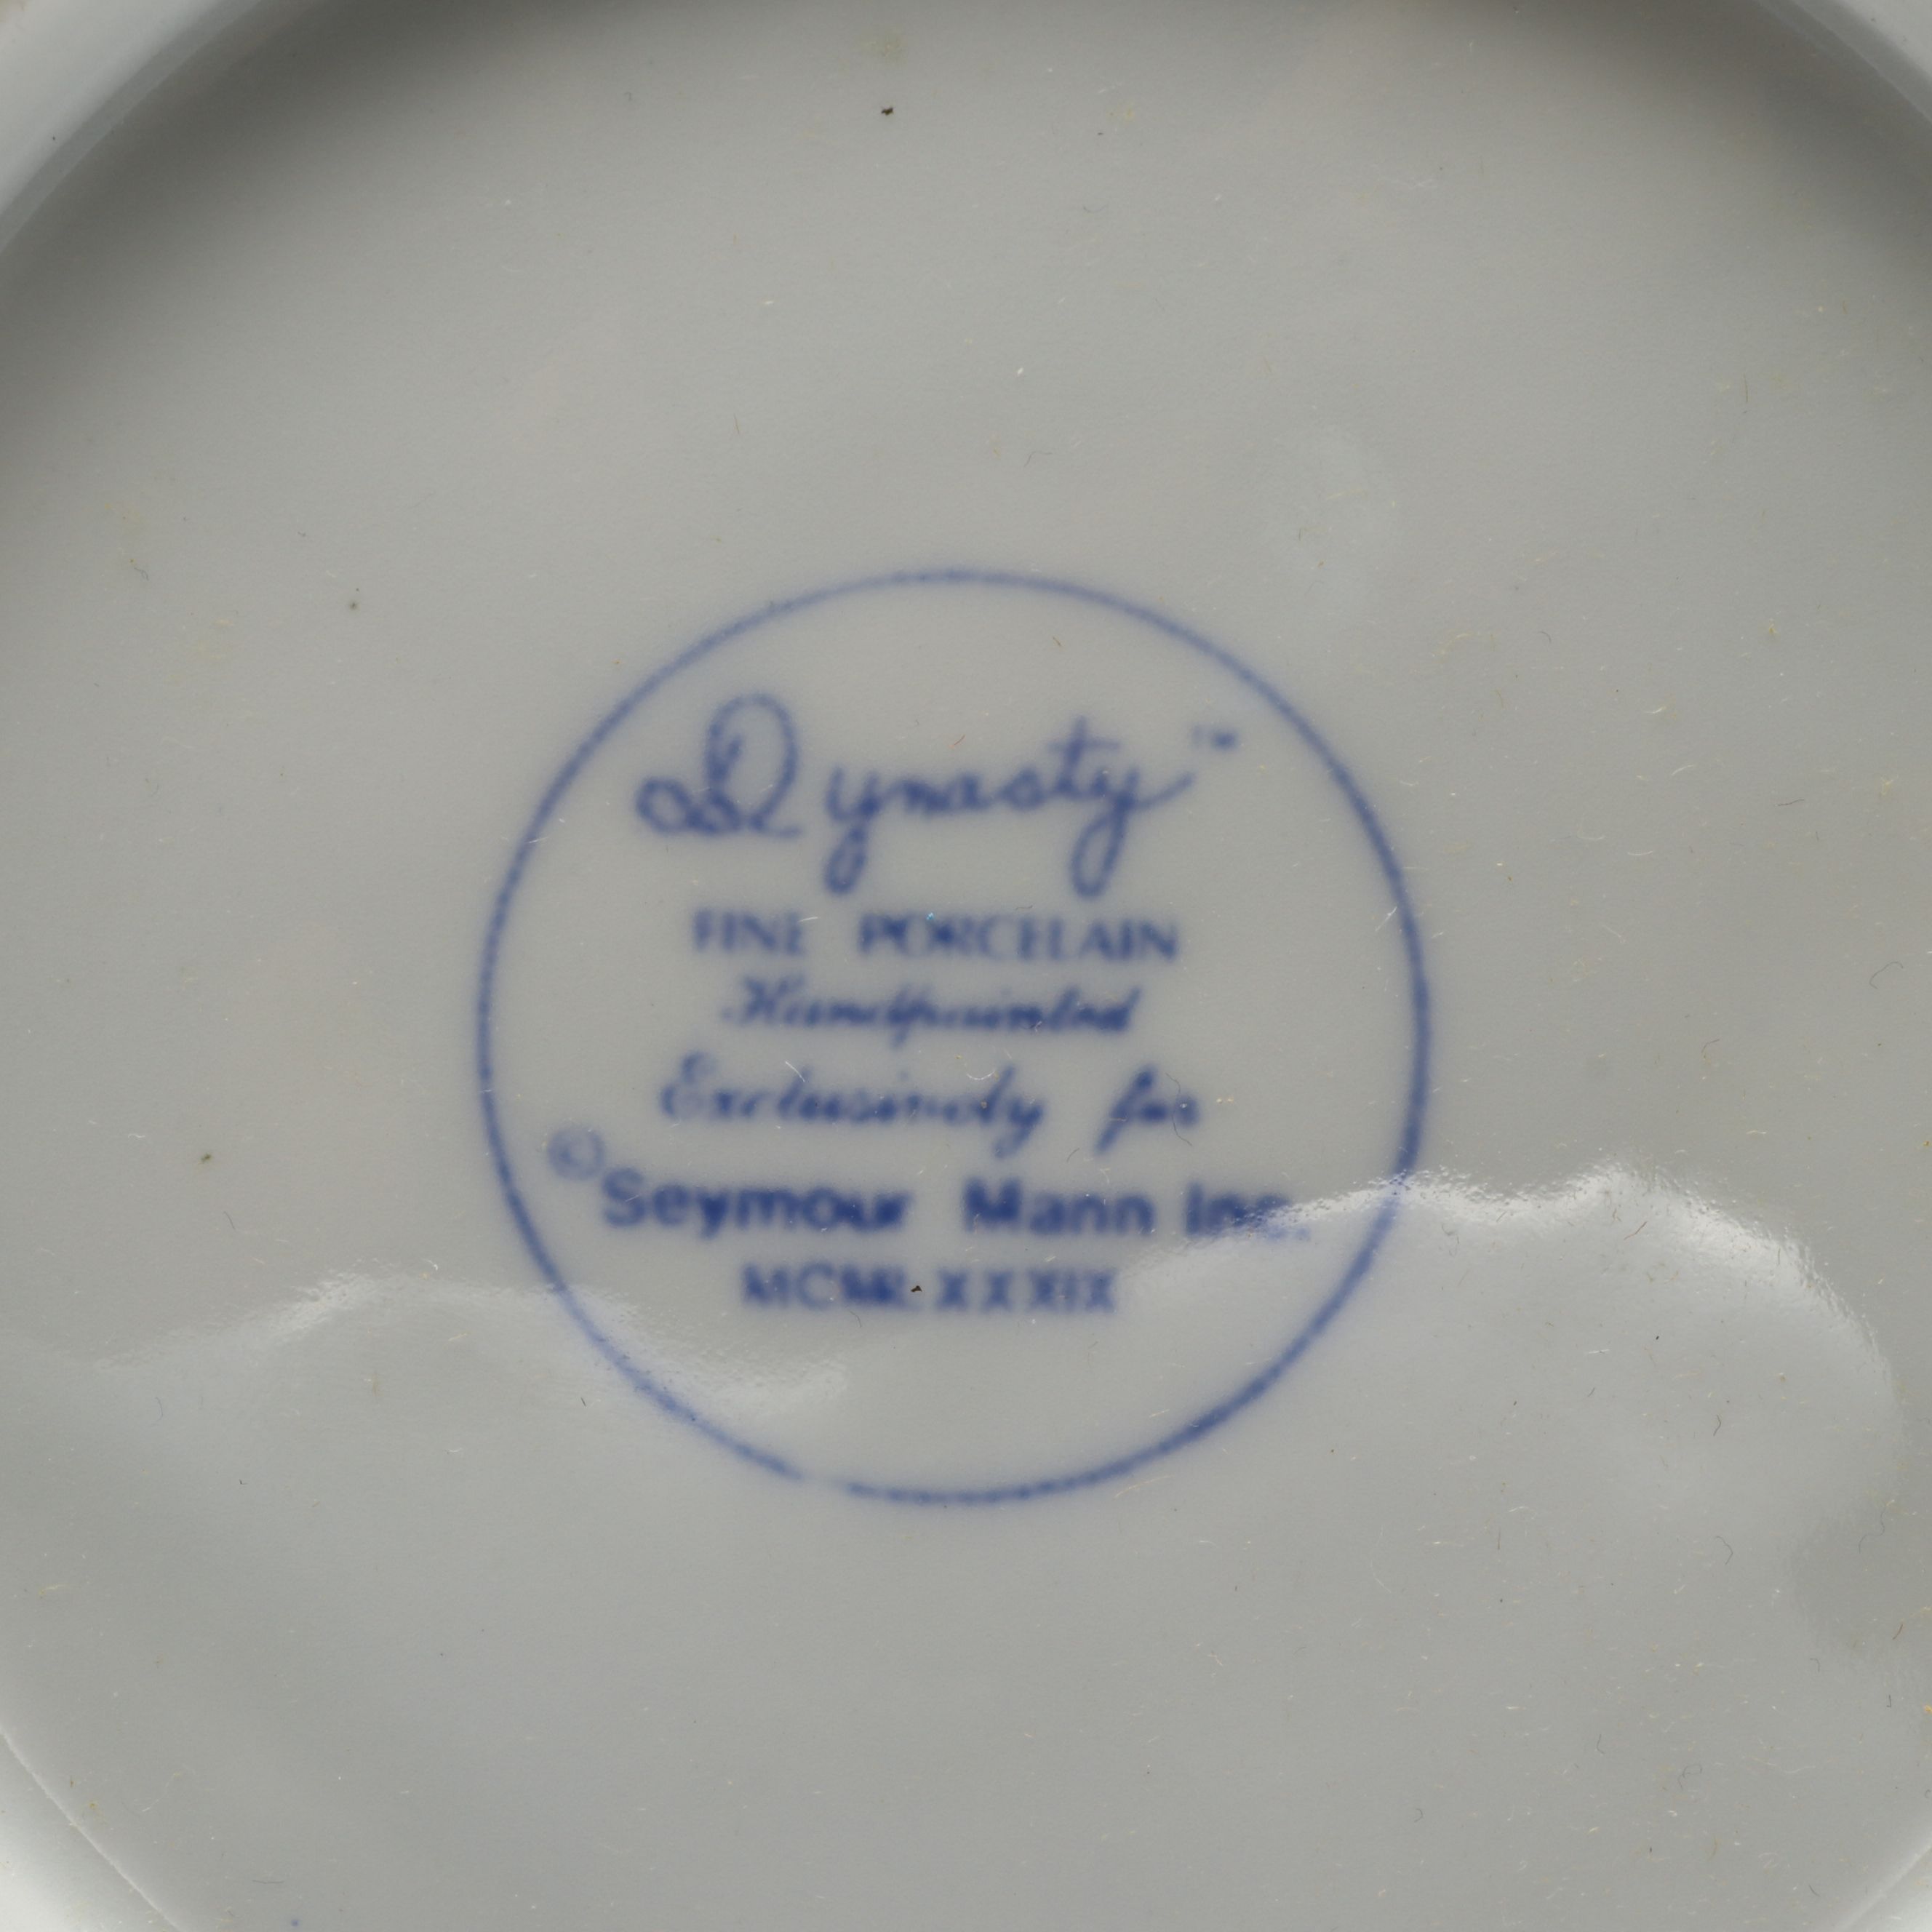 Dynasty™
FINE PORCELAIN
Handpainted
Exclusively for
©Seymour Mann Inc.
MCMLXXXIX